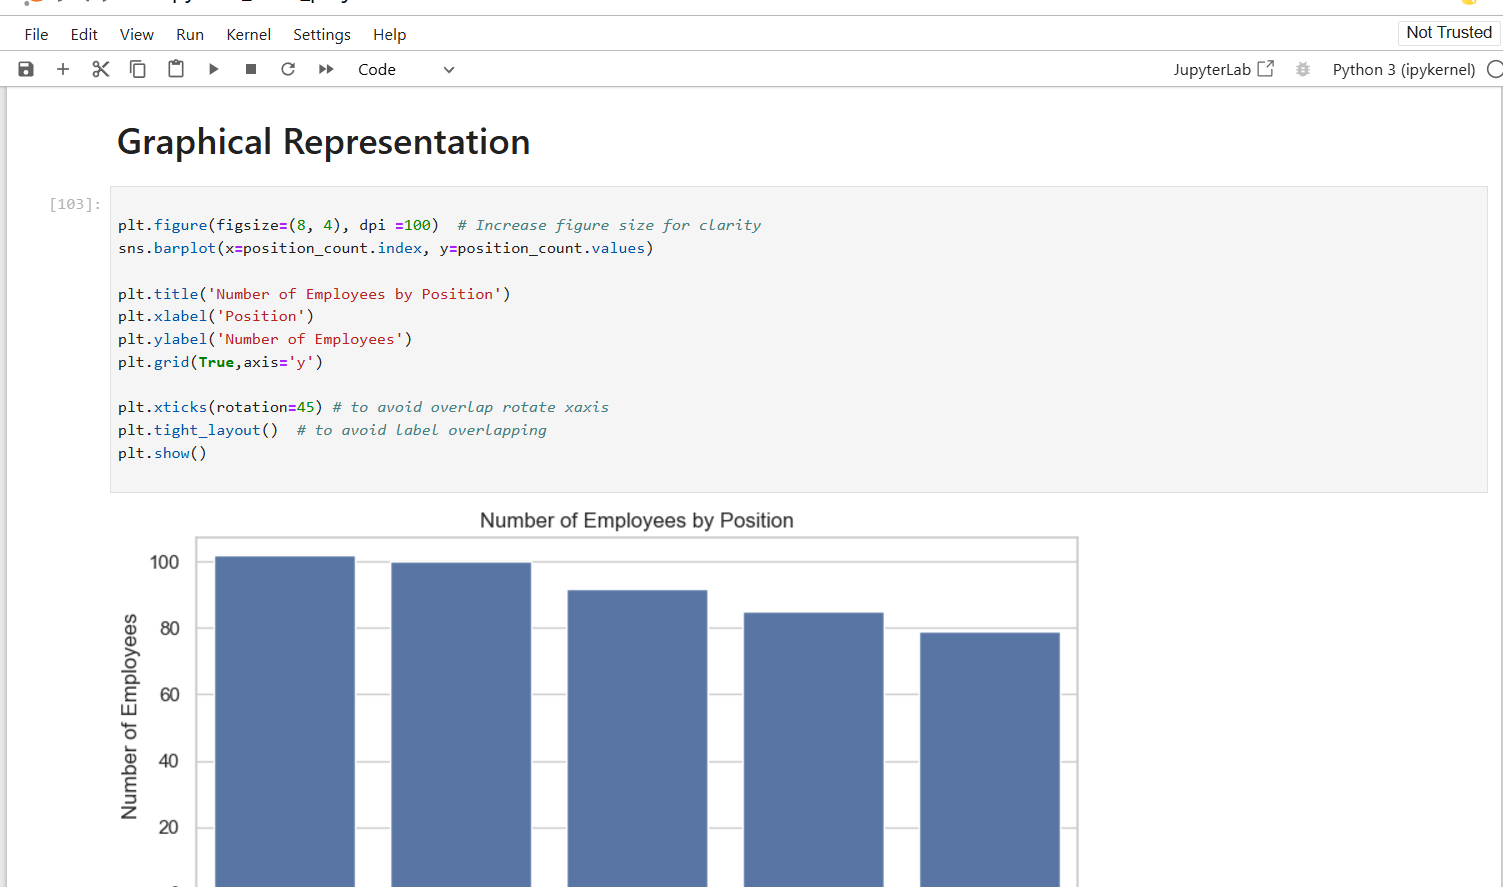 File Edit View Run Kernel Settings Help
Not Trusted
Code
JupyterLab
Python 3 (ipykernel)
Graphical Representation
[103]:
plt.figure(figsize=(8, 4), dpi =100)  # Increase figure size for clarity
sns.barplot(x=position_count.index, y=position_count.values)
plt.title('Number of Employees by Position')
plt.xlabel('Position')
plt.ylabel('Number of Employees')
plt.grid(True,axis='y')
plt.xticks(rotation=45) # to avoid overlap rotate xaxis
plt.tight_layout()  # to avoid label overlapping
plt.show()
Number of Employees by Position
Number of Employees
100
80
60
40
20